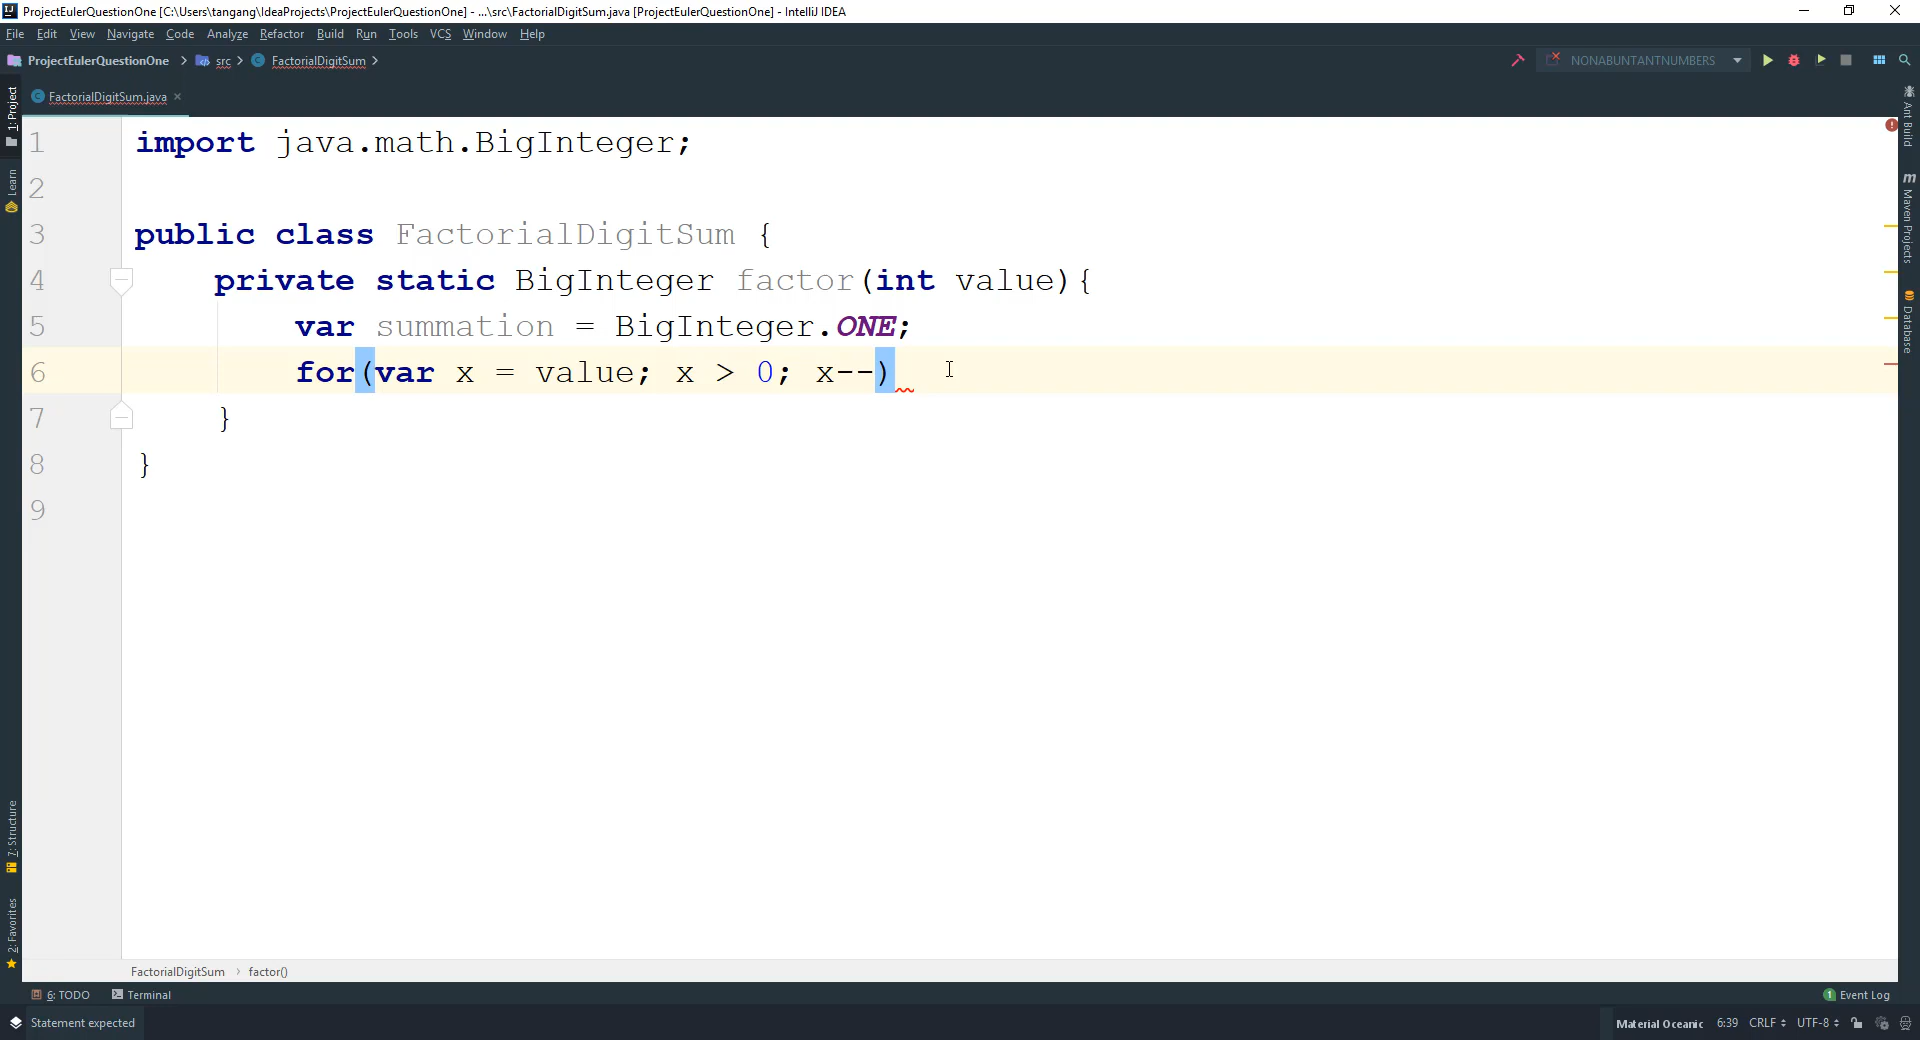 ProjectEulerQuestionOne [C:\Users\tangang\IdeaProjects\ProjectEulerQuestionOne] - ...\src\FactorialDigitSum.java [ProjectEulerQuestionOne] - IntelliJ IDEA
File Edit View Navigate Code Analyze Refactor Build Run Tools VCS Window Help
ProjectEulerQuestionOne src FactorialDigitSum NONABUNTANTNUMBERS
FactorialDigitSum.java
1: Project
Learn
7: Structure
2: Favorites
1 import java.math.BigInteger;
2
3 public class FactorialDigitSum {
4 private static BigInteger factor(int value){
5 var summation = BigInteger.ONE;
6 for(var x = value; x > 0; x--)
7 }
8 }
9
Ant Build
Maven Projects
Database
FactorialDigitSum › factor()
6: TODO Terminal 1 Event Log
Statement expected Material Oceanic 6:39 CRLF UTF-8